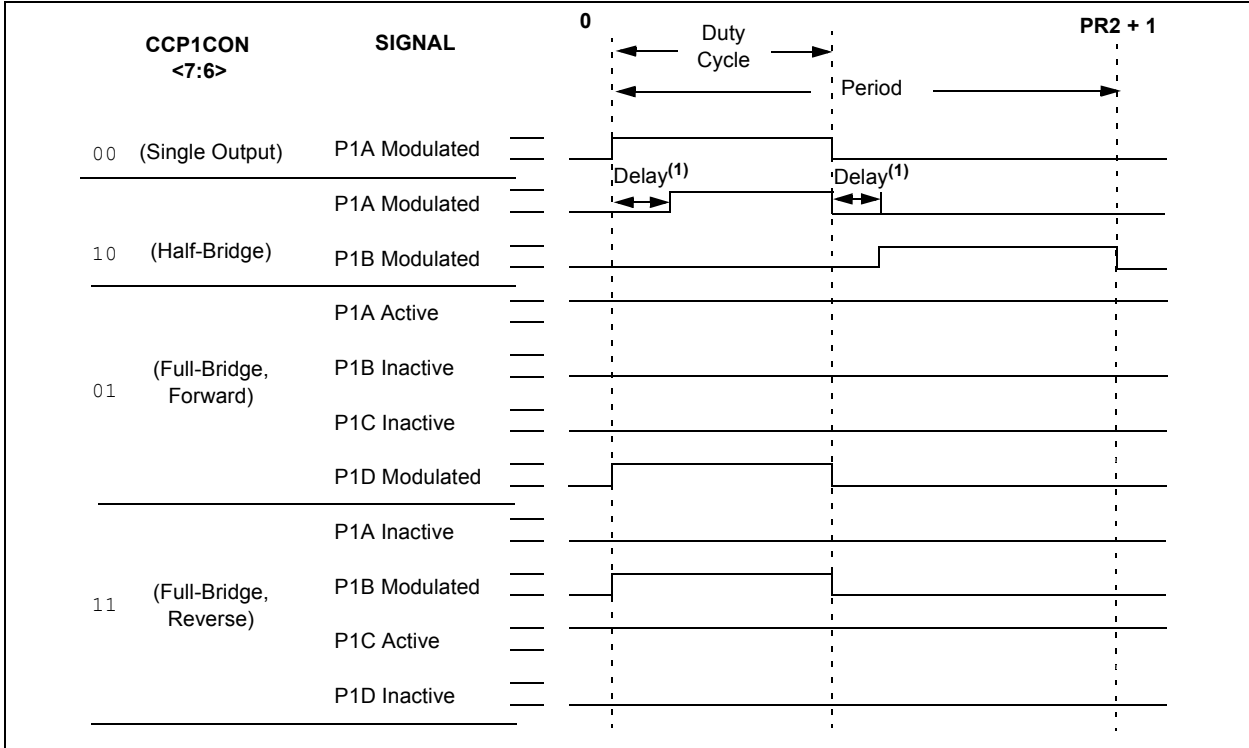 CCP1CON
<7:6>
SIGNAL
0
PR2 + 1
Duty
Cycle
Period
00 (Single Output) P1A Modulated
Delay(1)
Delay(1)
P1A Modulated
10 (Half-Bridge) P1B Modulated
P1A Active
01 (Full-Bridge,
Forward)
P1B Inactive
P1C Inactive
P1D Modulated
P1A Inactive
11 (Full-Bridge,
Reverse)
P1B Modulated
P1C Active
P1D Inactive